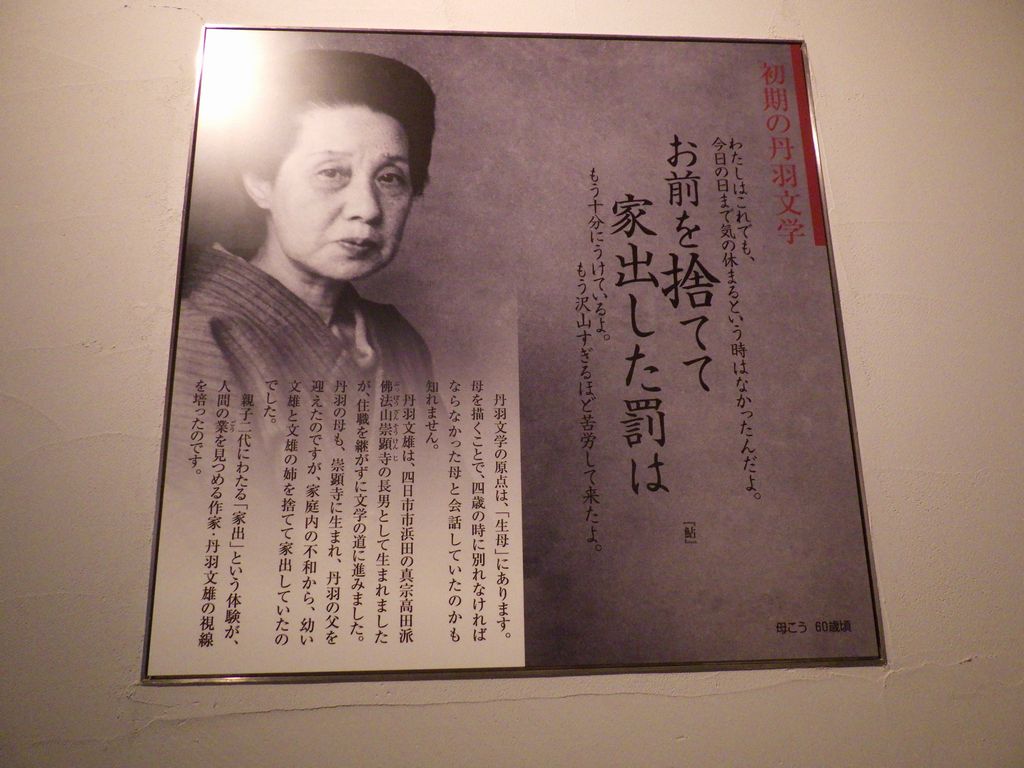 初期の丹羽文学
わたしはこれでも、
今日の日まで気の休まるという時はなかったんだよ。
お前を捨てて
家出した罰は
もう十分にうけているよ。
もう沢山すぎるほど苦労して来たよ。
『鮎』
母こう 60歳頃
丹羽文学の原点は、「生母」にあります。
母を描くことで、四歳の時に別れなければ
ならなかった母と会話していたのかも
知れません。
丹羽文雄は、四日市市浜田の真宗高田派
佛法山崇顕寺の長男として生まれました
が、住職を継がずに文学の道に進みました。
丹羽の母も、崇顕寺に生まれ、丹羽の父を
迎えたのですが、家庭内の不和から、幼い
文雄と文雄の姉を捨てて家出していたの
でした。
親子二代にわたる「家出」という体験が、
人間の業を見つめる作家・丹羽文雄の視線
を培ったのです。